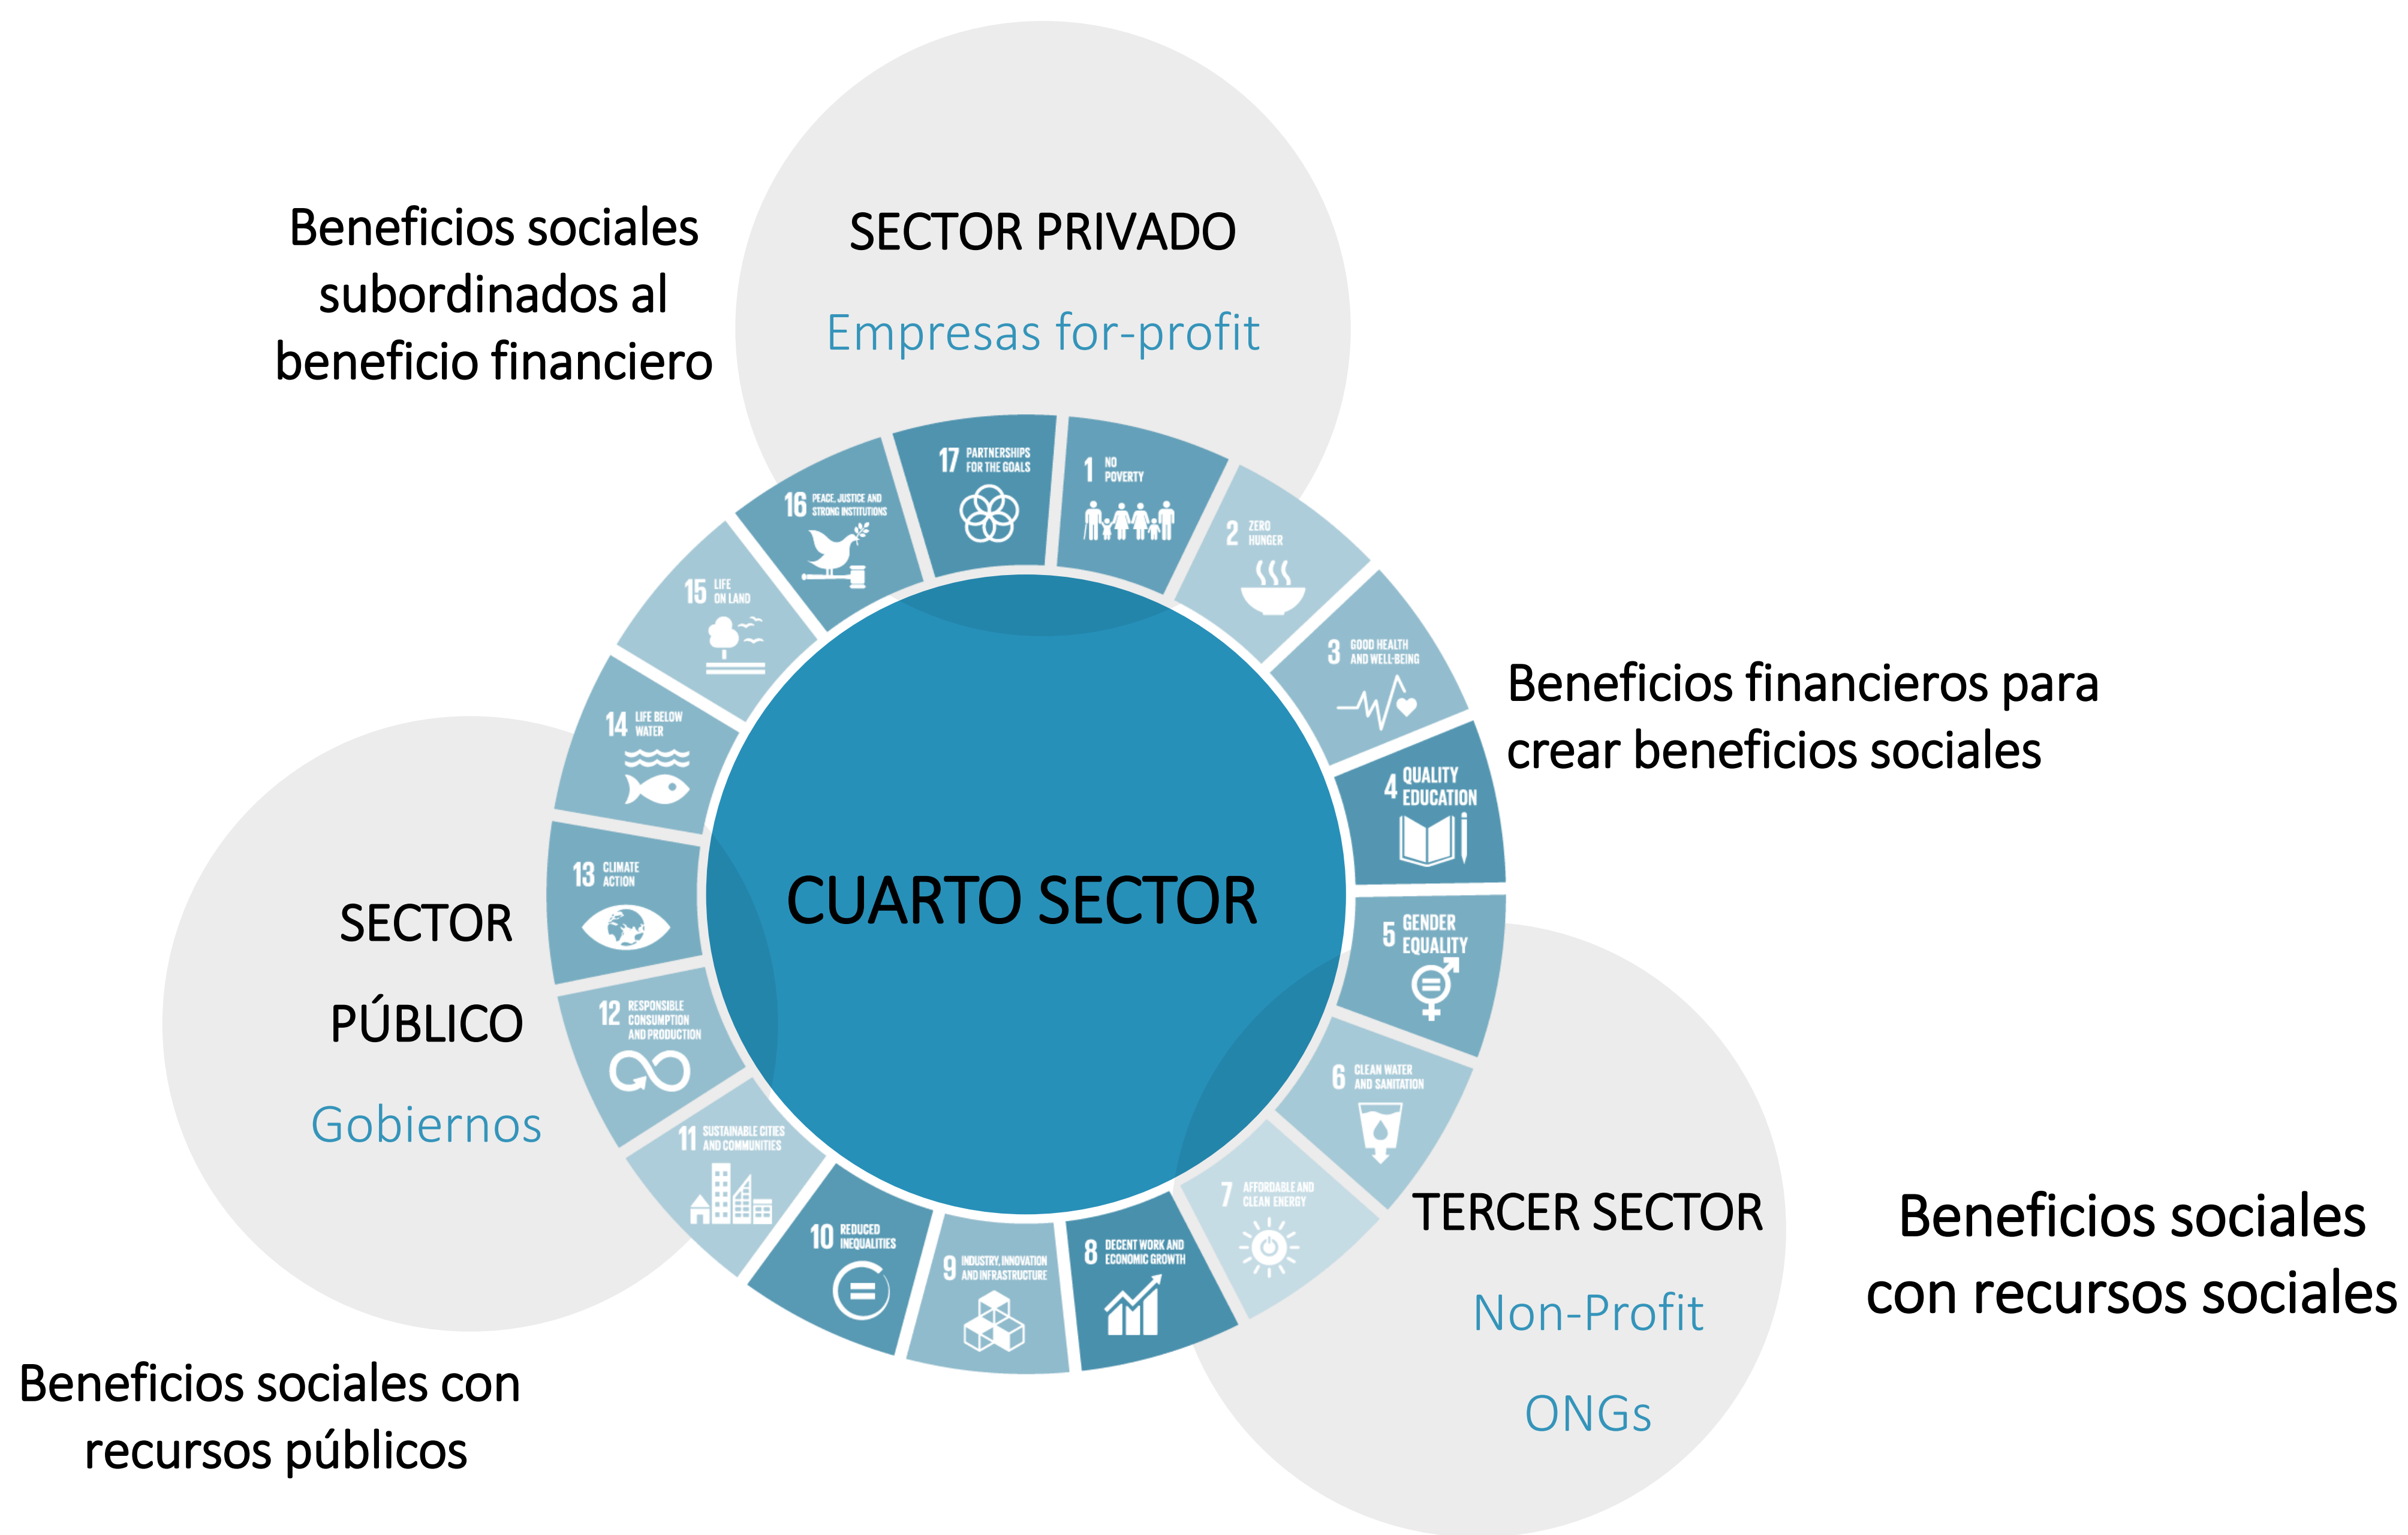 Beneficios sociales
subordinados al
beneficio financiero
SECTOR PRIVADO
Empresas for-profit
17 PARTNERSHIPS
FOR THE GOALS
1 NO
POVERTY
2 ZERO
HUNGER
3 GOOD HEALTH
AND WELL-BEING
4 QUALITY
EDUCATION
5 GENDER
EQUALITY
6 CLEAN WATER
AND SANITATION
7 AFFORDABLE AND
CLEAN ENERGY
8 DECENT WORK AND
ECONOMIC GROWTH
9 INDUSTRY, INNOVATION
AND INFRASTRUCTURE
10 REDUCED
INEQUALITIES
11 SUSTAINABLE CITIES
AND COMMUNITIES
12 RESPONSIBLE
CONSUMPTION
AND PRODUCTION
13 CLIMATE
ACTION
14 LIFE BELOW
WATER
15 LIFE
ON LAND
16 PEACE, JUSTICE AND
STRONG INSTITUTIONS
Beneficios financieros para
crear beneficios sociales
CUARTO SECTOR
SECTOR
PÚBLICO
Gobiernos
Beneficios sociales con
recursos públicos
TERCER SECTOR
Non-Profit
ONGs
Beneficios sociales
con recursos sociales